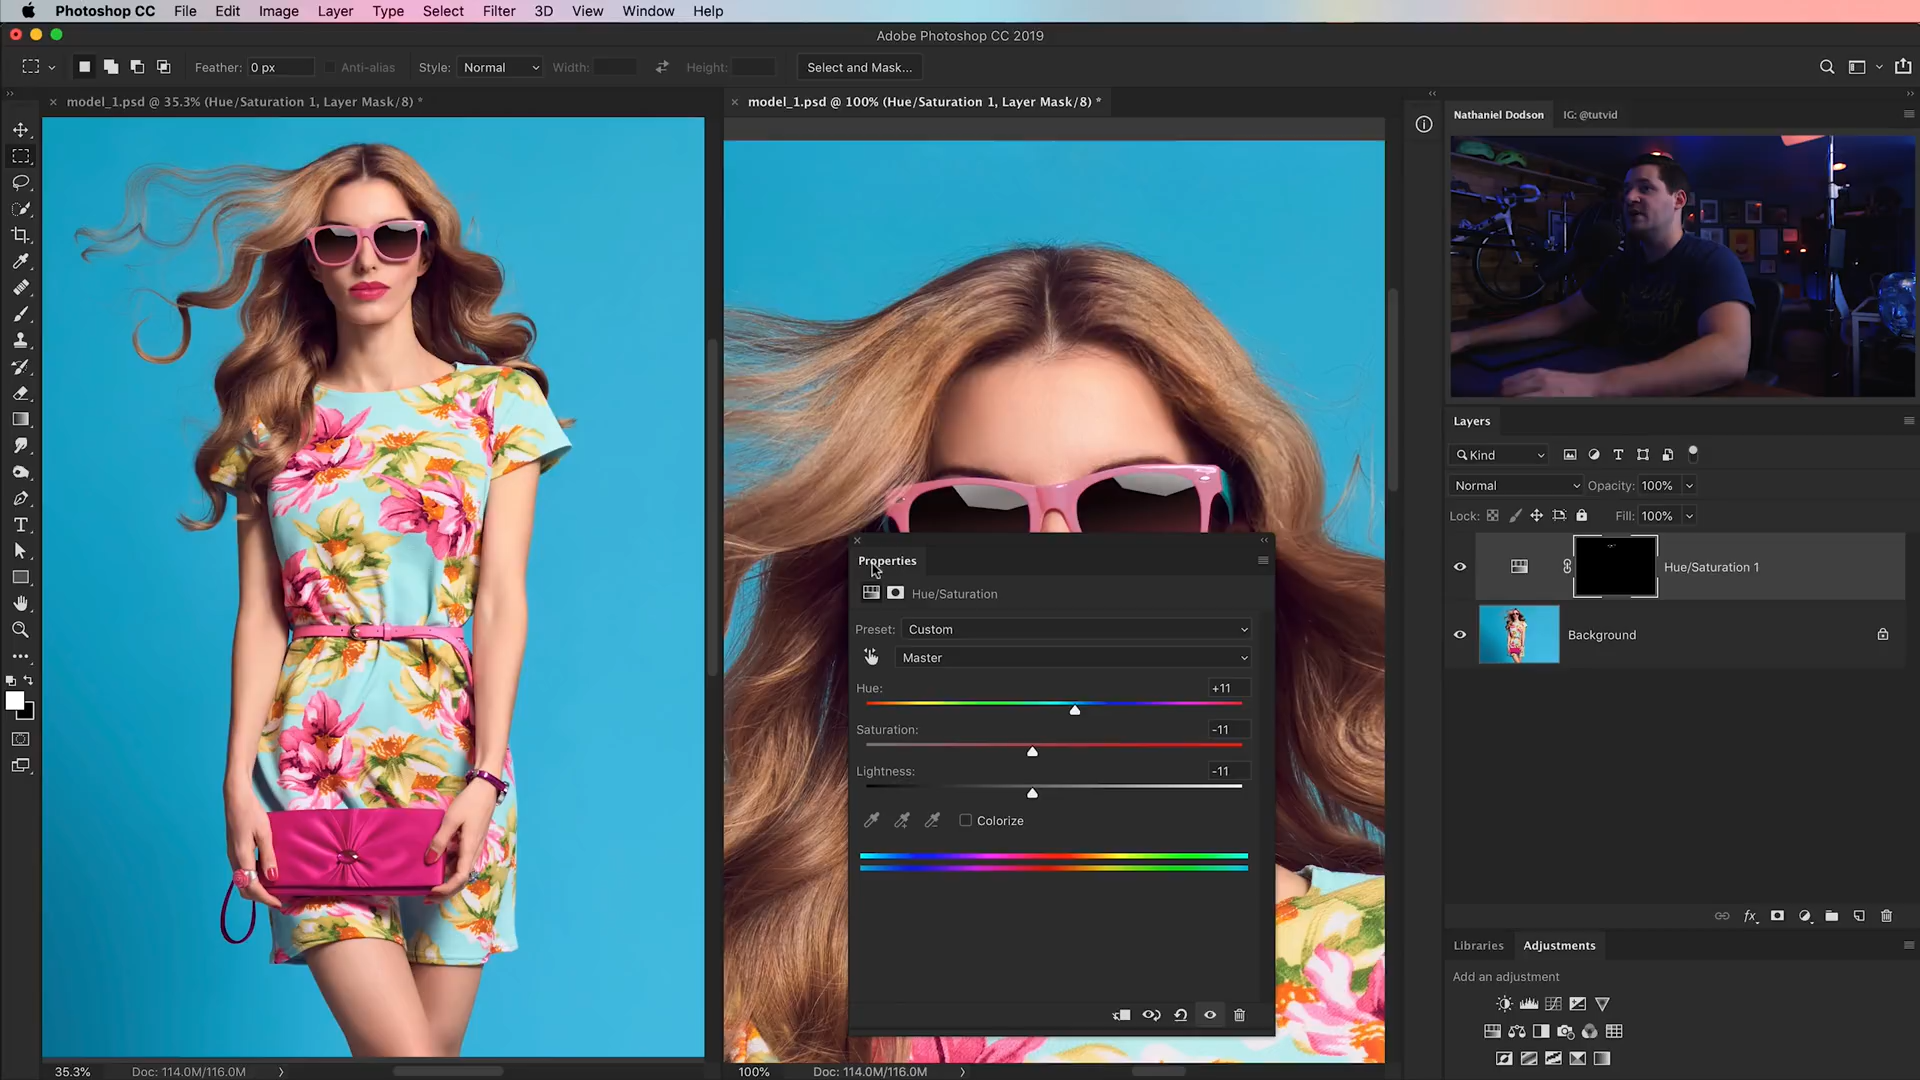 Photoshop CC File Edit Image Layer Type Select Filter 3D View Window Help
Adobe Photoshop CC 2019
Feather: 0 px Anti-alias Style: Normal Width: Height: Select and Mask...
model_1.psd @ 35.3% (Hue/Saturation 1, Layer Mask/8) *
model_1.psd @ 100% (Hue/Saturation 1, Layer Mask/8) *
Nathaniel Dodson IG: @tutvid
Layers
Kind
Normal Opacity: 100%
Lock: Fill: 100%
Hue/Saturation 1
Background
Properties
Hue/Saturation
Preset: Custom
Master
Hue: +11
Saturation: -11
Lightness: -11
Colorize
fx
Libraries Adjustments
Add an adjustment
35.3% Doc: 114.0M/116.0M
100% Doc: 114.0M/116.0M